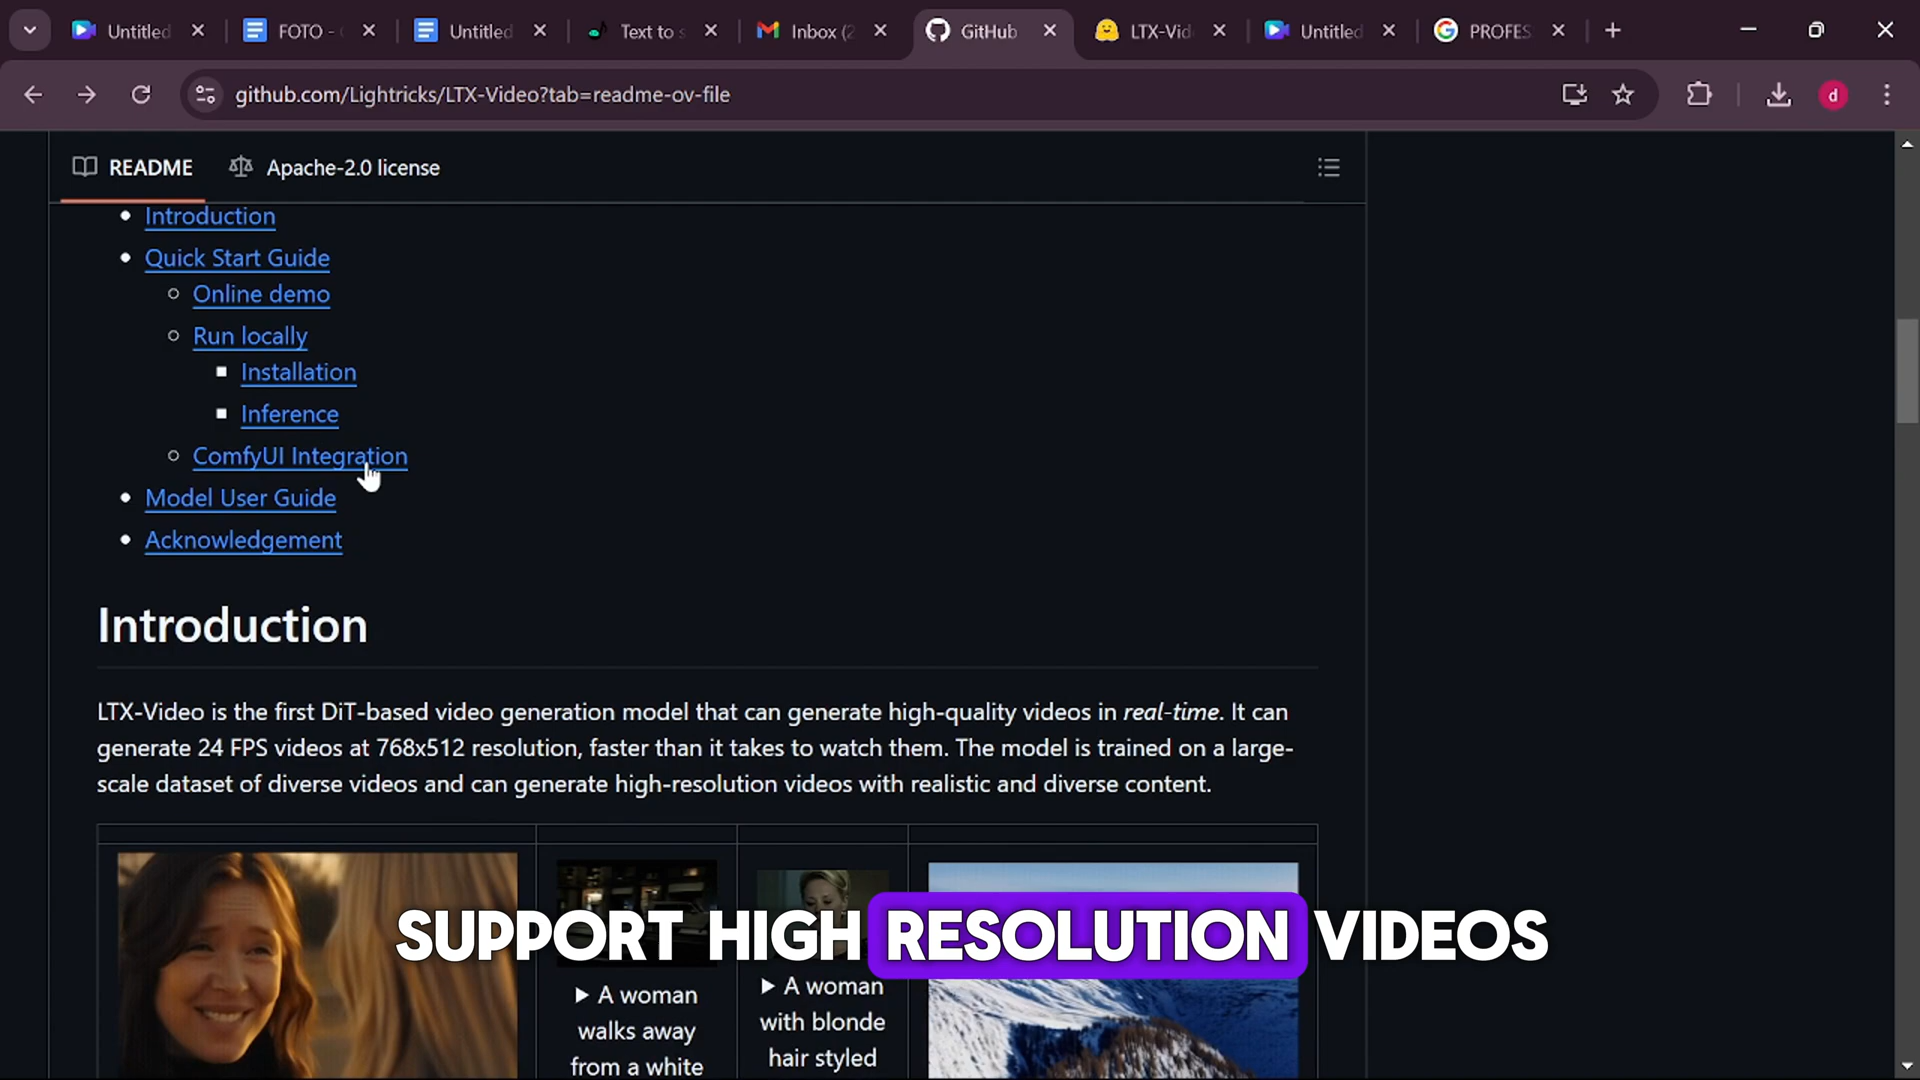 Untitled
FOTO - 
Untitled
Text to s
Inbox (2
GitHub
LTX-Vid
Untitled
PROFES
github.com/Lightricks/LTX-Video?tab=readme-ov-file
d
README
Apache-2.0 license
Introduction
Quick Start Guide
Online demo
Run locally
Installation
Inference
ComfyUI Integration
Model User Guide
Acknowledgement
Introduction
LTX-Video is the first DiT-based video generation model that can generate high-quality videos in real-time. It can
generate 24 FPS videos at 768x512 resolution, faster than it takes to watch them. The model is trained on a large-
scale dataset of diverse videos and can generate high-resolution videos with realistic and diverse content.
SUPPORT HIGH RESOLUTION VIDEOS
A woman
walks away
from a white
A woman
with blonde
hair styled